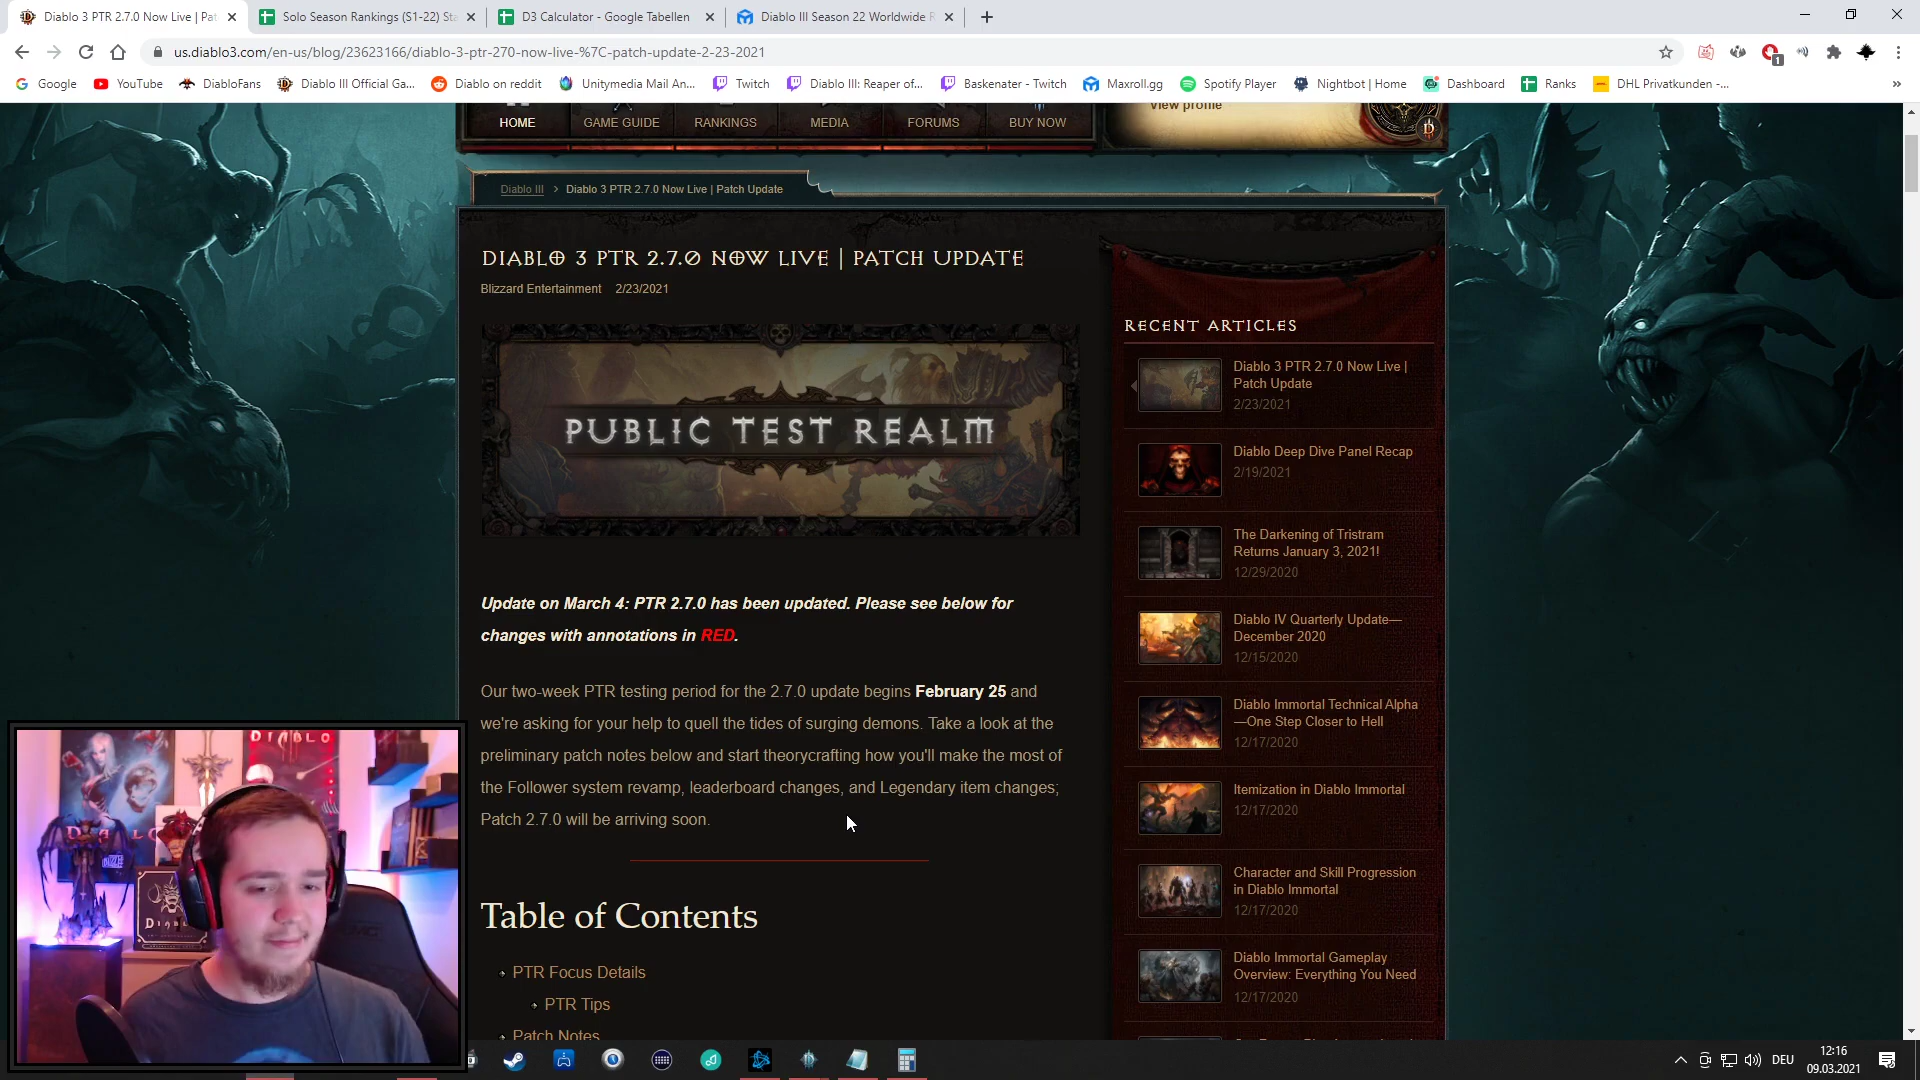 Diablo 3 PTR 2.7.0 Now Live | Pat
Solo Season Rankings (S1-22) Sta
D3 Calculator - Google Tabellen
Diablo III Season 22 Worldwide R
us.diablo3.com/en-us/blog/23623166/diablo-3-ptr-270-now-live-%7C-patch-update-2-23-2021
1
Google
YouTube
DiabloFans
Diablo III Official Ga...
Diablo on reddit
Unitymedia Mail An...
Twitch
Diablo III: Reaper of...
Baskenater - Twitch
Maxroll.gg
Spotify Player
Nightbot | Home
Dashboard
Ranks
DHL Privatkunden -...
»
View profile
HOME
GAME GUIDE
RANKINGS
MEDIA
FORUMS
BUY NOW
Diablo III > Diablo 3 PTR 2.7.0 Now Live | Patch Update
DIABLO 3 PTR 2.7.0 NOW LIVE | PATCH UPDATE
Blizzard Entertainment 2/23/2021
PUBLIC TEST REALM
Update on March 4: PTR 2.7.0 has been updated. Please see below for
changes with annotations in RED.
Our two-week PTR testing period for the 2.7.0 update begins February 25 and
we're asking for your help to quell the tides of surging demons. Take a look at the
preliminary patch notes below and start theorycrafting how you'll make the most of
the Follower system revamp, leaderboard changes, and Legendary item changes;
Patch 2.7.0 will be arriving soon.
Table of Contents
PTR Focus Details
PTR Tips
Patch Notes
RECENT ARTICLES
Diablo 3 PTR 2.7.0 Now Live |
Patch Update
2/23/2021
Diablo Deep Dive Panel Recap
2/19/2021
The Darkening of Tristram
Returns January 3, 2021!
12/29/2020
Diablo IV Quarterly Update—
December 2020
12/15/2020
Diablo Immortal Technical Alpha
—One Step Closer to Hell
12/17/2020
Itemization in Diablo Immortal
12/17/2020
Character and Skill Progression
in Diablo Immortal
12/17/2020
Diablo Immortal Gameplay
Overview: Everything You Need
12/17/2020
DIABLO
DIABLO
DEU
12:16
09.03.2021